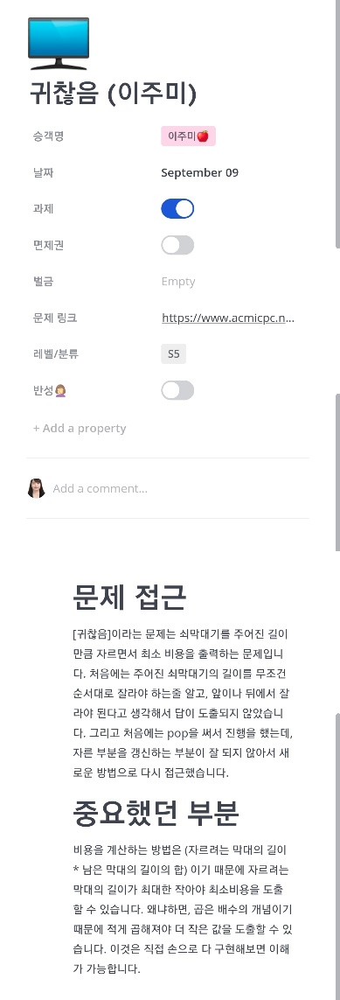 귀찮음 (이주미)
승객명 이주미🍎
날짜 September 09
과제
면제권
벌금 Empty
문제 링크 https://www.acmicpc.n...
레벨/분류 S5
반성🤦🏼‍♀️
+ Add a property
Add a comment...
문제 접근
[귀찮음]이라는 문제는 쇠막대기를 주어진 길이
만큼 자르면서 최소 비용을 출력하는 문제입니
다. 처음에는 주어진 쇠막대기의 길이를 무조건
순서대로 잘라야 하는줄 알고, 앞이나 뒤에서 잘
라야 된다고 생각해서 답이 도출되지 않았습니
다. 그리고 처음에는 pop을 써서 진행을 했는데,
자른 부분을 갱신하는 부분이 잘 되지 않아서 새
로운 방법으로 다시 접근했습니다.
중요했던 부분
비용을 계산하는 방법은 (자르려는 막대의 길이
* 남은 막대의 길이의 합) 이기 때문에 자르려는
막대의 길이가 최대한 작아야 최소비용을 도출
할 수 있습니다. 왜냐하면, 곱은 배수의 개념이기
때문에 적게 곱해져야 더 작은 값을 도출할 수 있
습니다. 이것은 직접 손으로 다 구현해보면 이해
가 가능합니다.